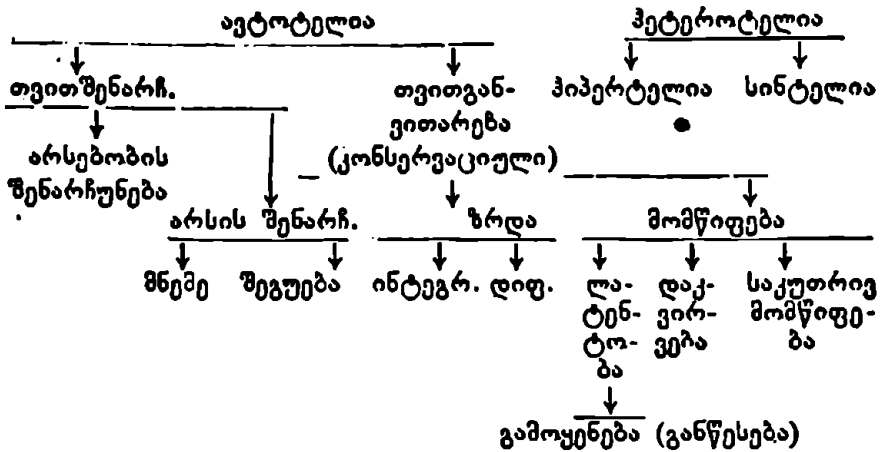 ავტოტელია ჰეტეროტელია
თვითშენარჩ. თვითგან- ჰიპერტელია სინტელია
ვითარება
არსებობის (კონსერვაციული)
შენარჩუნება
არსის შენარჩ. ზრდა მომწიფება
მნემე შეგუება ინტეგრ. დიფ. ლა- დაკ- საკუთრივ
ტენ- ვირ- მომწიფე-
ტო- ვება ბა
ბა
გამოყენება (განწესება)